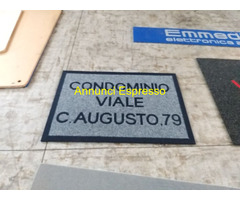 CONDOMINIO
VIALE
Annunci Espresso
C.AUGUSTO.79
Emmed
elettronica